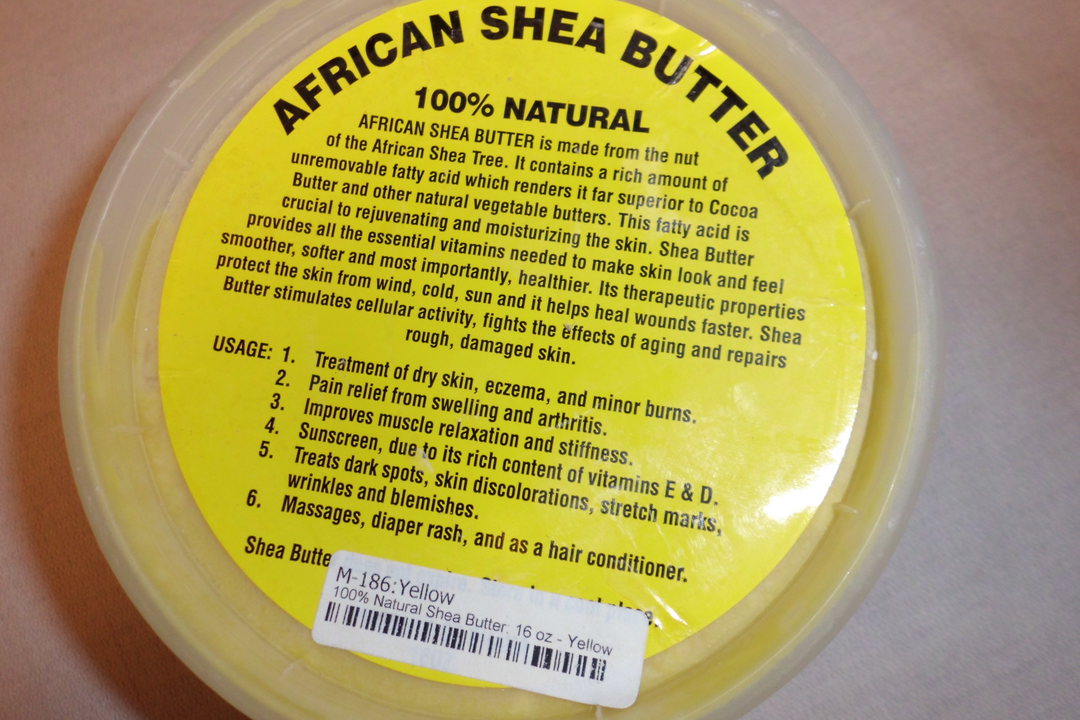 AFRICAN SHEA BUTTER
100% NATURAL
AFRICAN SHEA BUTTER is made from the nut
of the African Shea Tree. It contains a rich amount of
unremovable fatty acid which renders it far superior to Cocoa
Butter and other natural vegetable butters. This fatty acid is
crucial to rejuvenating and moisturizing the skin. Shea Butter
provides all the essential vitamins needed to make skin look and feel
smoother, softer and most importantly, healthier. Its therapeutic properties
protect the skin from wind, cold, sun and it helps heal wounds faster. Shea
Butter stimulates cellular activity, fights the effects of aging and repairs
rough, damaged skin.
USAGE: 1. Treatment of dry skin, eczema, and minor burns.
2. Pain relief from swelling and arthritis.
3. Improves muscle relaxation and stiffness.
4. Sunscreen, due to its rich content of vitamins E & D.
5. Treats dark spots, skin discolorations, stretch marks,
wrinkles and blemishes.
6. Massages, diaper rash, and as a hair conditioner.
Shea Butte
M-186:Yellow
100% Natural Shea Butter: 16 oz - Yellow